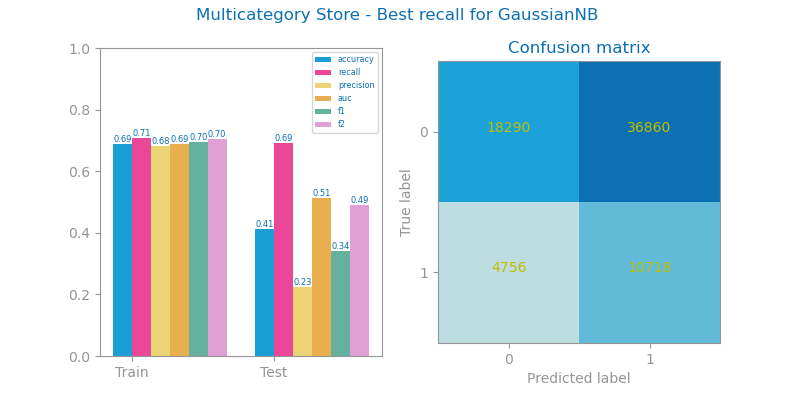 Multicategory Store - Best recall for GaussianNB
1.0
0.8
0.6
0.4
0.2
0.0
accuracy
recall
precision
auc
f1
f2
0.69 0.71 0.68 0.69 0.70 0.70
0.41 0.69 0.23 0.51 0.34 0.49
Train Test
Confusion matrix
True label
0
1
18290 36860
4756 10718
0 1
Predicted label